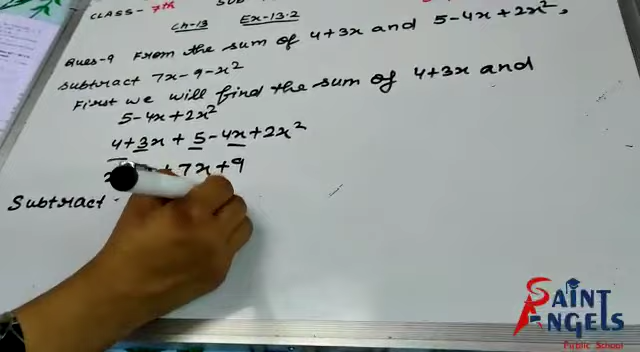 CLASS- 7th SUB
Ch-13 Ex-13.2
Ques-9 From the sum of 4+3x and 5-4x+2x²,
subtract 7x-9-x²
First we will find the sum of 4+3x and
5-4x+2x²
4+3x+5-4x+2x²
+7x+9
Subtract
SAINT
ANGELS
Public School